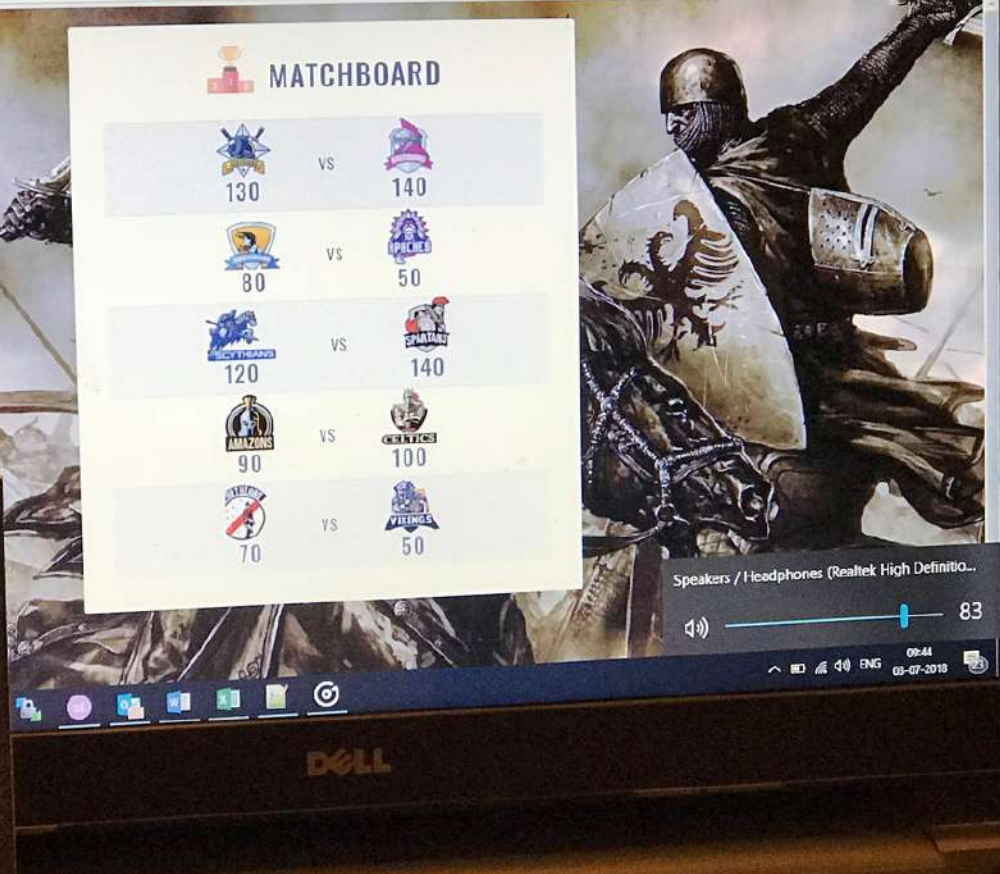 MATCHBOARD
VS
130
140
VS
APACHES
80
50
SCYTHIANS
VS
SPARTANS
120
140
AMAZONS
VS
CELTICS
90
100
VS
VIKINGS
70
50
Speakers / Headphones (Realtek High Definitio...
83
ENG
09:44
03-07-2018
23
DELL